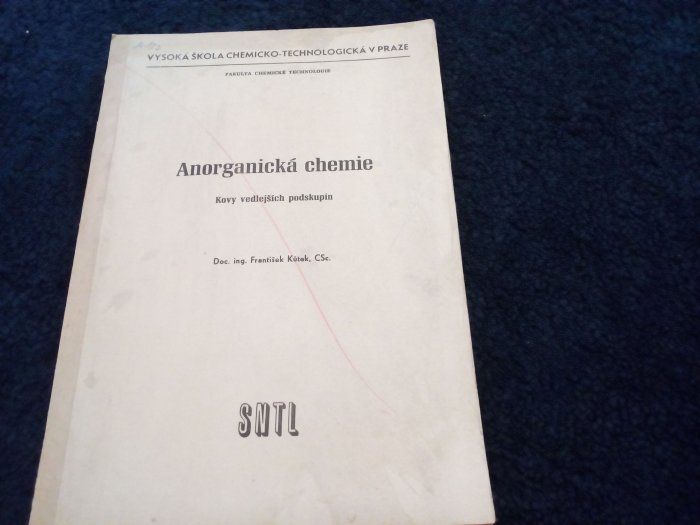 VYSOKÁ ŠKOLA CHEMICKO-TECHNOLOGICKÁ V PRAZE
FAKULTA CHEMICKÉ TECHNOLOGIE
Anorganická chemie
Kovy vedlejších podskupin
Doc. ing. František Kůtek, CSc.
SNTL